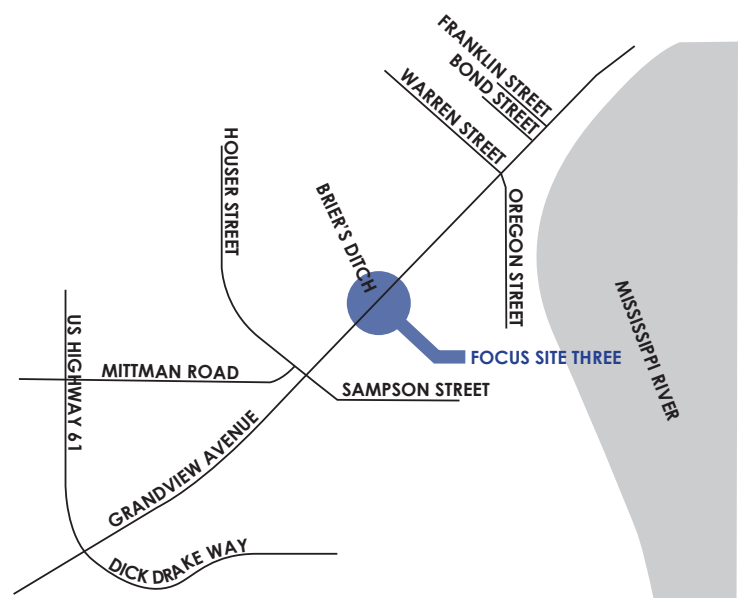 FRANKLIN STREET
BOND STREET
WARREN STREET
HOUSER STREET
BRIER'S DITCH
OREGON STREET
MISSISSIPPI RIVER
US HIGHWAY 61
FOCUS SITE THREE
MITTMAN ROAD
SAMPSON STREET
GRANDVIEW AVENUE
DICK DRAKE WAY